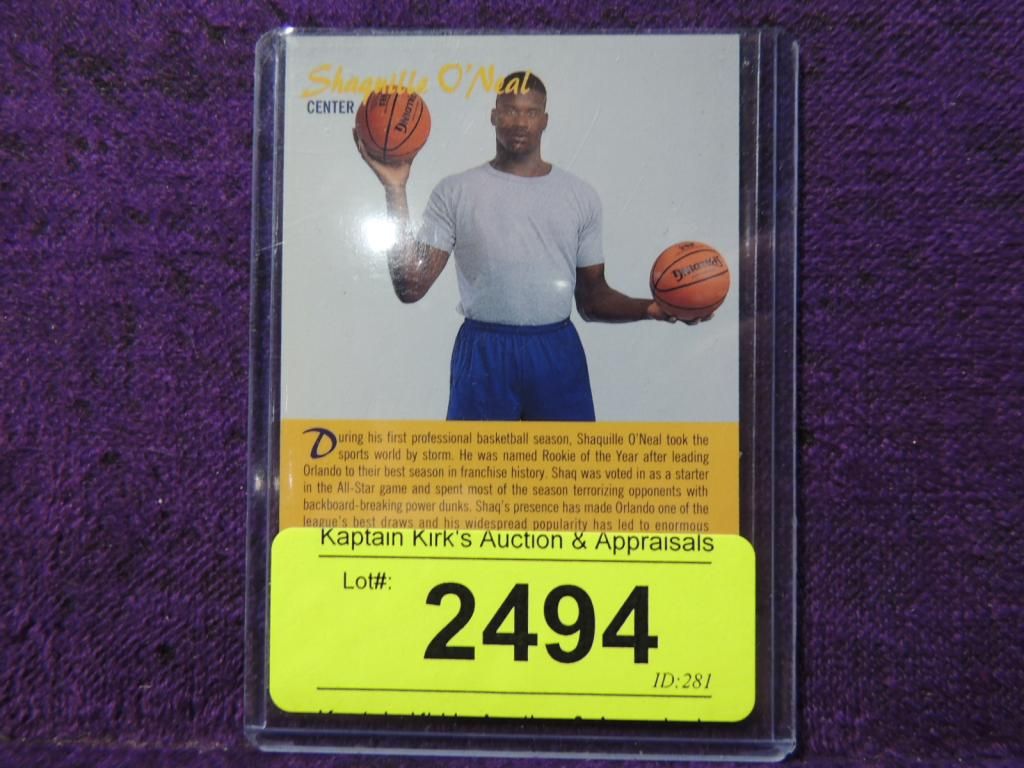 Shaquille O'Neal
CENTER
During his first professional basketball season, Shaquille O'Neal took the
sports world by storm. He was named Rookie of the Year after leading
Orlando to their best season in franchise history. Shaq was voted in as a starter
in the All-Star game and spent most of the season terrorizing opponents with
backboard-breaking power dunks. Shaq's presence has made Orlando one of the
league's best draws and his widespread popularity has led to enormous
Kaptain Kirk's Auction & Appraisals
Lot#:
2494
ID:281